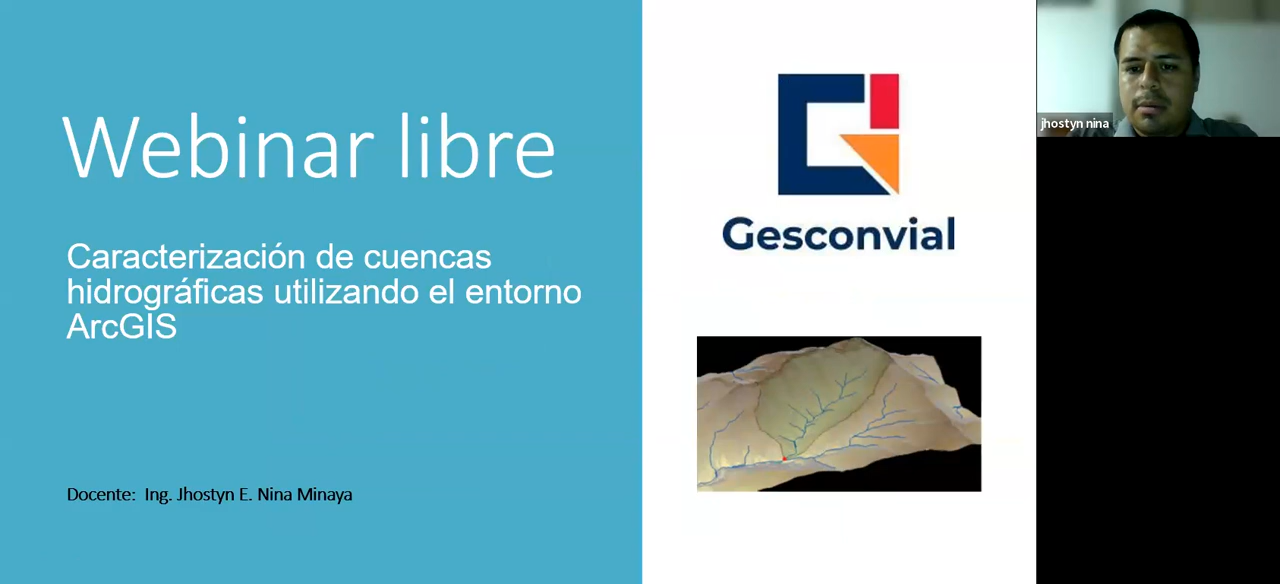 Webinar libre
Caracterización de cuencas
hidrográficas utilizando el entorno
ArcGIS
Docente: Ing. Jhostyn E. Nina Minaya
Gesconvial
jhostyn nina